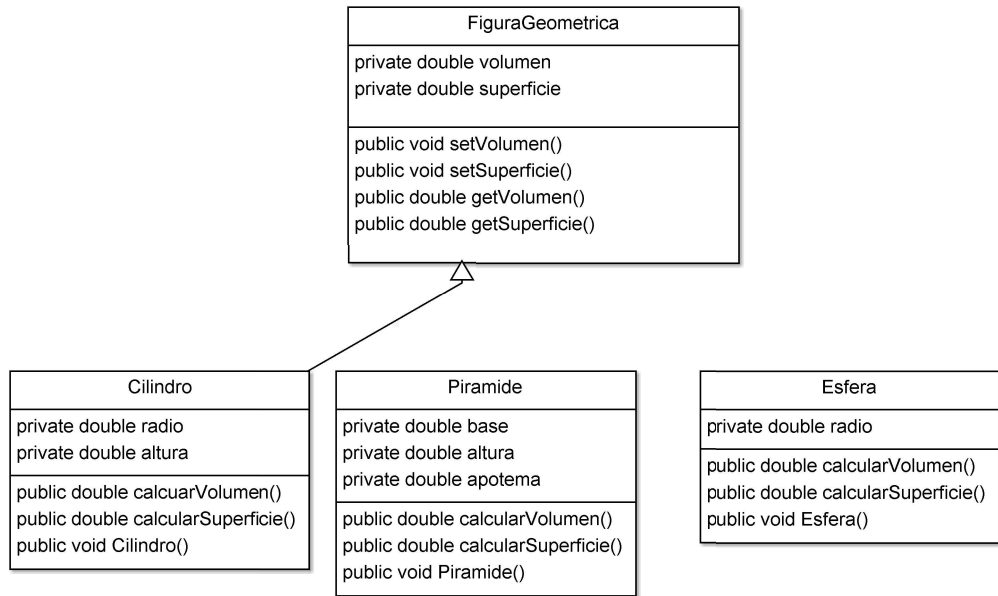 FiguraGeometrica
private double volumen
private double superficie
public void setVolumen()
public void setSuperficie()
public double getVolumen()
public double getSuperficie()
Cilindro
private double radio
private double altura
public double calcuarVolumen()
public double calcularSuperficie()
public void Cilindro()
Piramide
private double base
private double altura
private double apotema
public double calcularVolumen()
public double calcularSuperficie()
public void Piramide()
Esfera
private double radio
public double calcularVolumen()
public double calcularSuperficie()
public void Esfera()